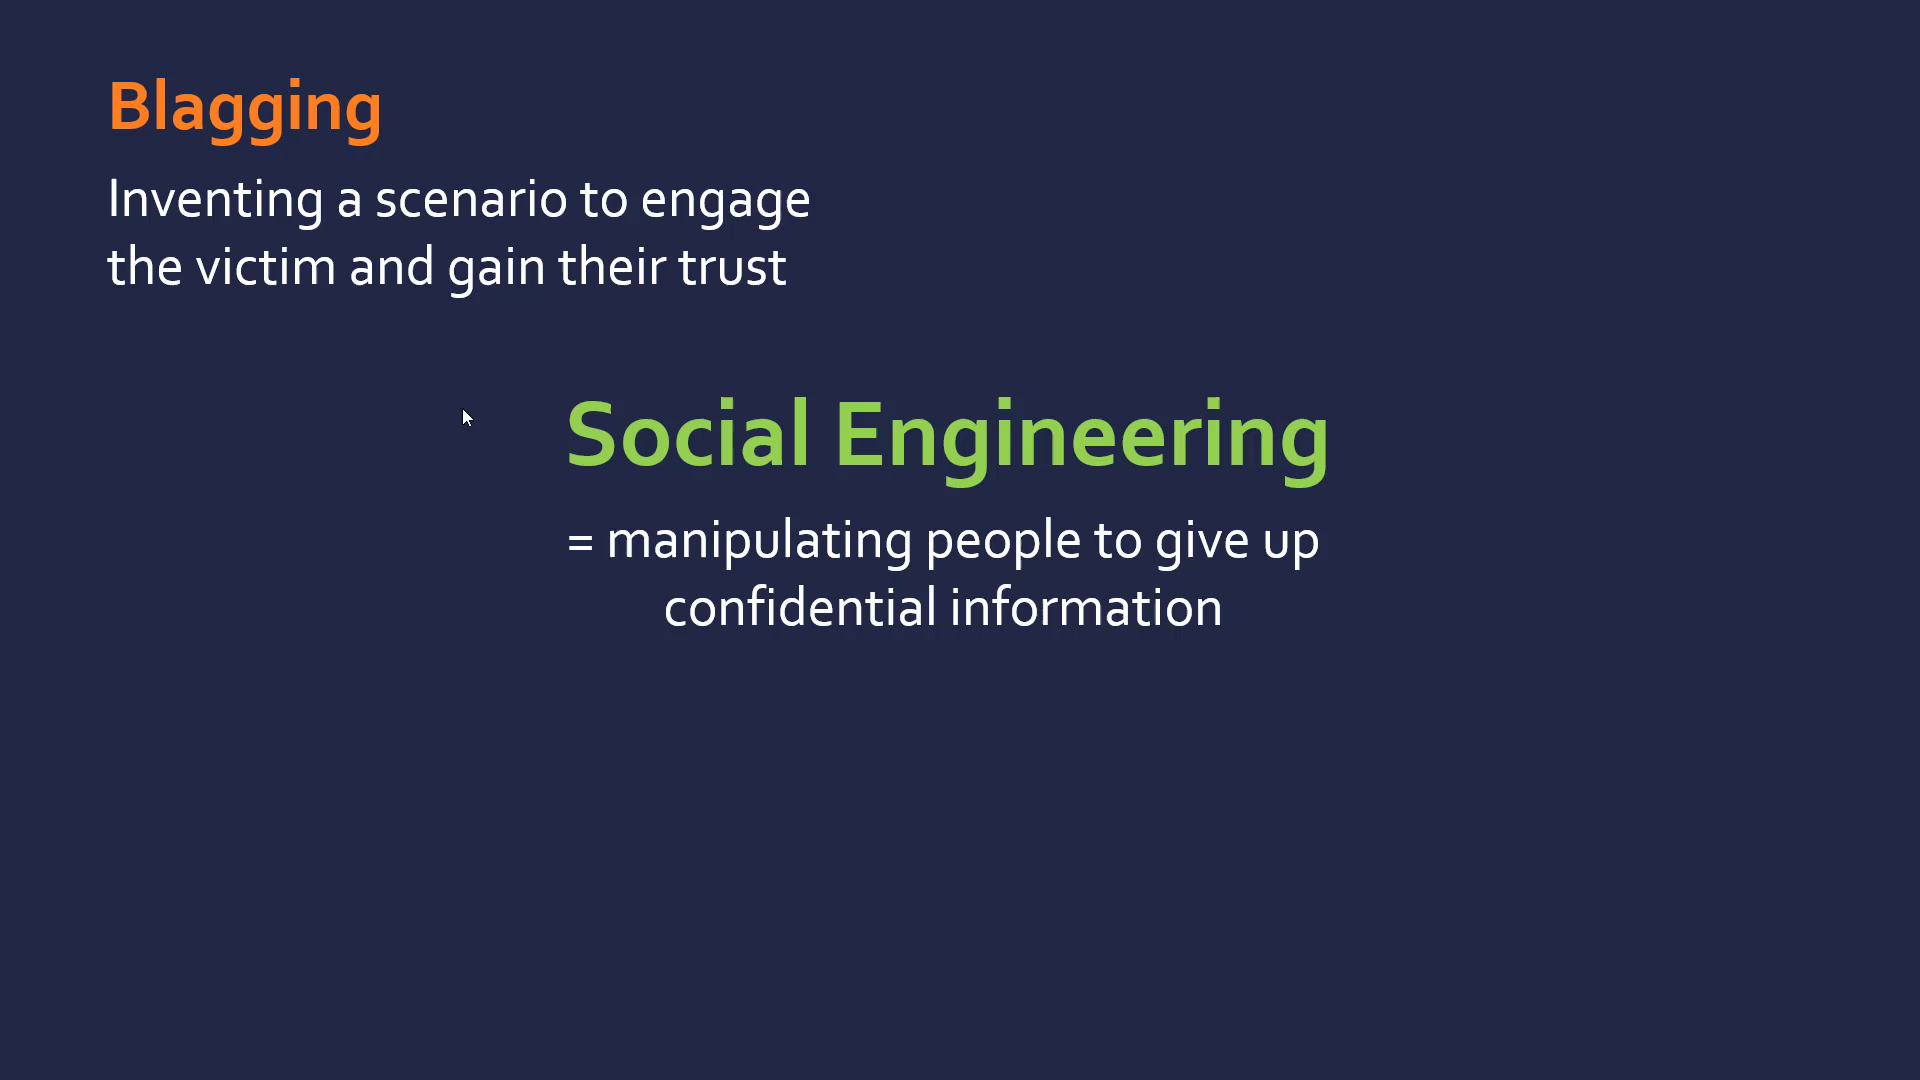 Blagging
Inventing a scenario to engage
the victim and gain their trust
Social Engineering
= manipulating people to give up
confidential information